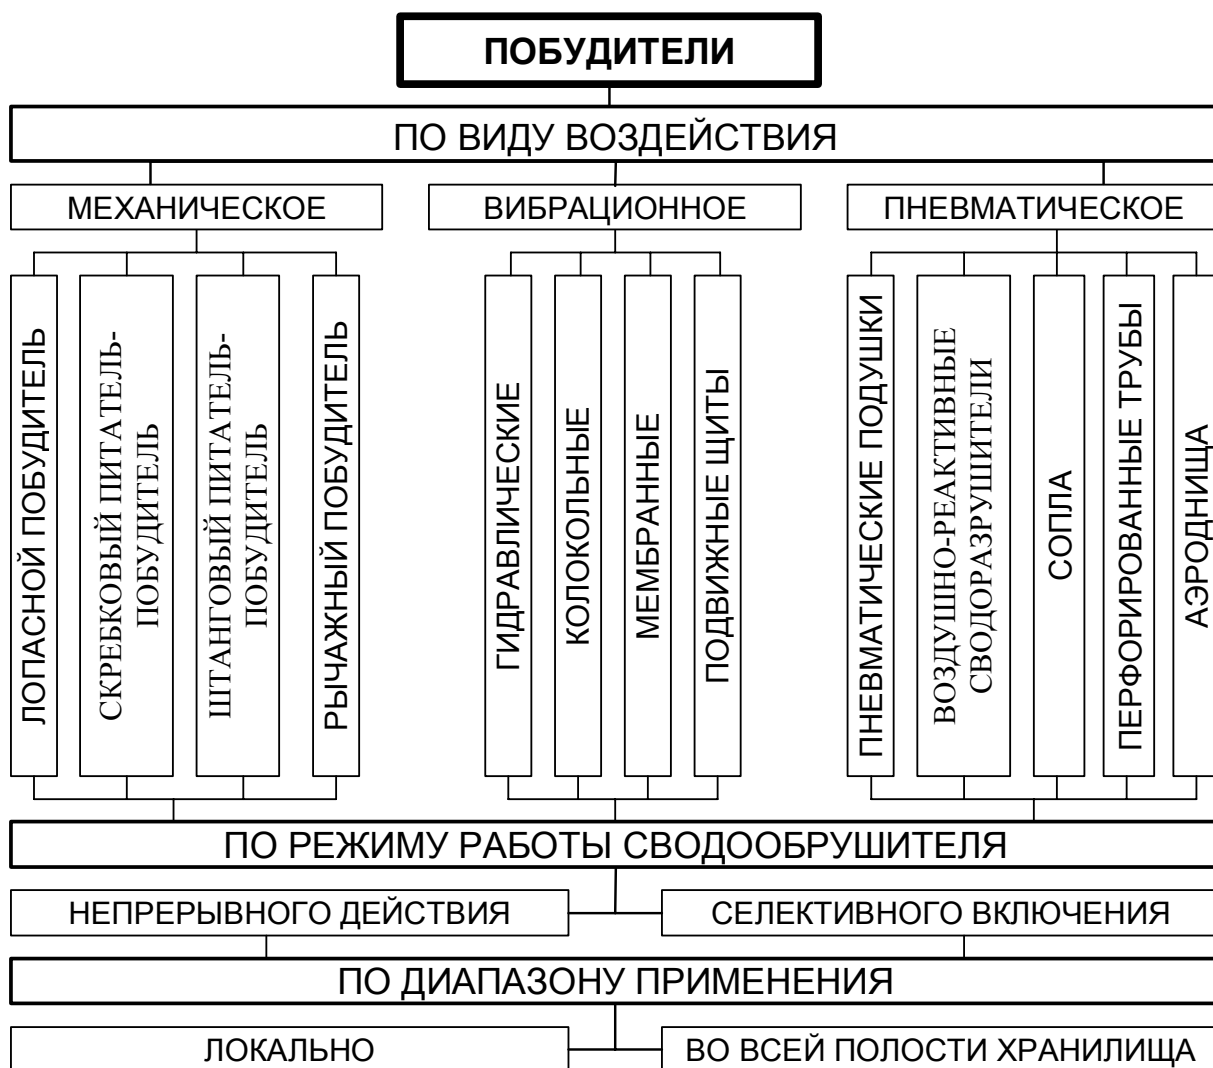 ПОБУДИТЕЛИ
ПО ВИДУ ВОЗДЕЙСТВИЯ
МЕХАНИЧЕСКОЕ
ВИБРАЦИОННОЕ
ПНЕВМАТИЧЕСКОЕ
ЛОПАСНОЙ ПОБУДИТЕЛЬ
СКРЕБКОВЫЙ ПИТАТЕЛЬ-
ПОБУДИТЕЛЬ
ШТАНГОВЫЙ ПИТАТЕЛЬ-
ПОБУДИТЕЛЬ
РЫЧАЖНЫЙ ПОБУДИТЕЛЬ
ГИДРАВЛИЧЕСКИЕ
КОЛОКОЛЬНЫЕ
МЕМБРАННЫЕ
ПОДВИЖНЫЕ ЩИТЫ
ПНЕВМАТИЧЕСКИЕ ПОДУШКИ
ВОЗДУШНО-РЕАКТИВНЫЕ
СВОДОРАЗРУШИТЕЛИ
СОПЛА
ПЕРФОРИРОВАННЫЕ ТРУБЫ
АЭРОДНИЩА
ПО РЕЖИМУ РАБОТЫ СВОДООБРУШИТЕЛЯ
НЕПРЕРЫВНОГО ДЕЙСТВИЯ
СЕЛЕКТИВНОГО ВКЛЮЧЕНИЯ
ПО ДИАПАЗОНУ ПРИМЕНЕНИЯ
ЛОКАЛЬНО
ВО ВСЕЙ ПОЛОСТИ ХРАНИЛИЩА